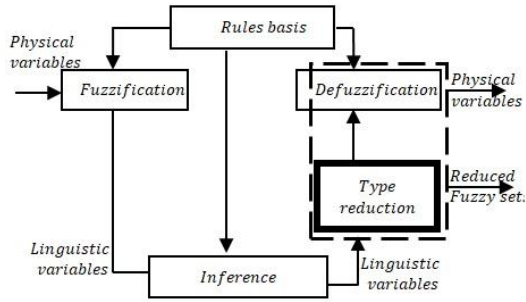 Rules basis
Physical
variables
Fuzzification
Defuzzification
Physical
variables
Type
reduction
Reduced
Fuzzy set.
Linguistic
variables
Inference
Linguistic
variables